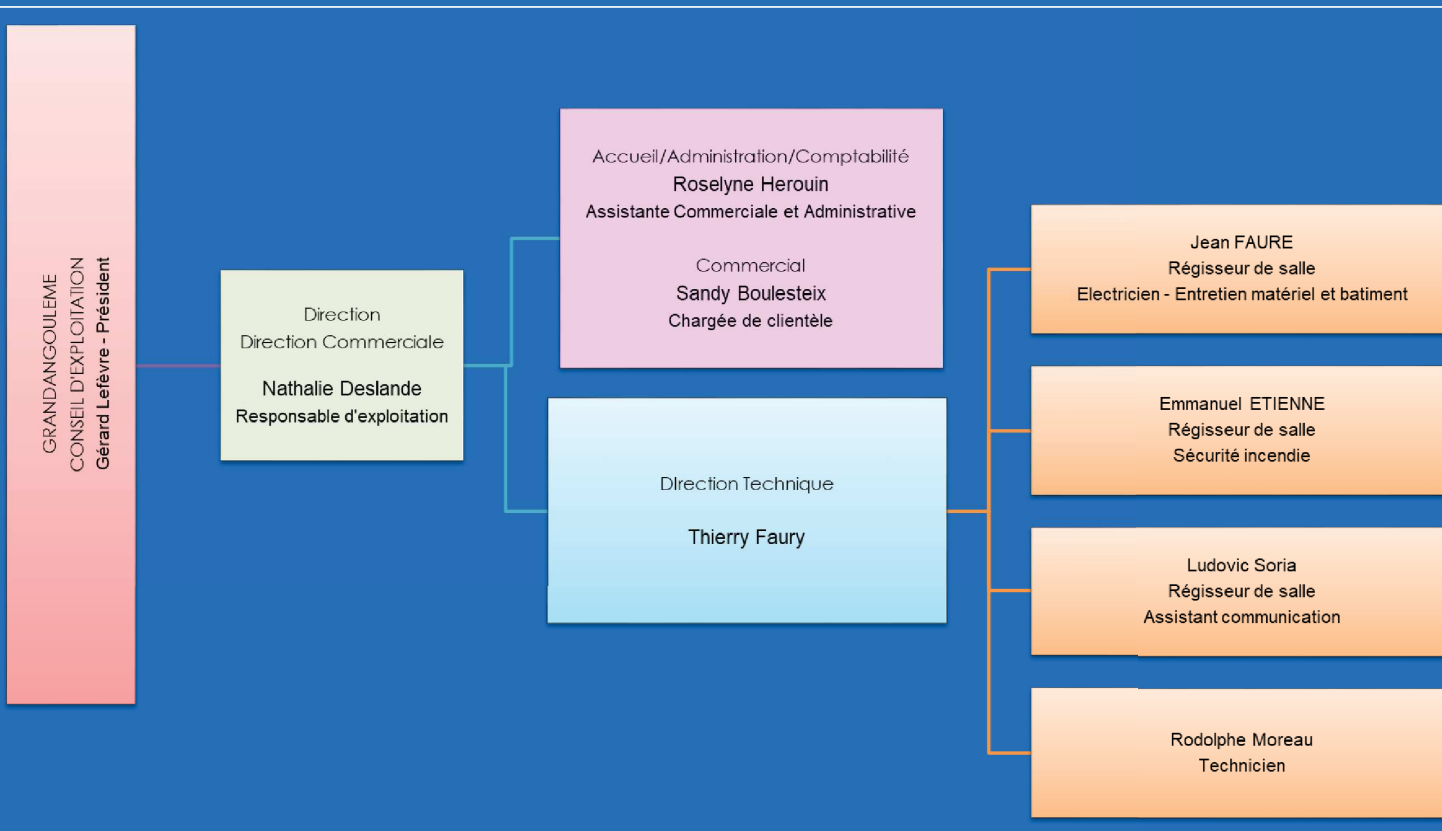 GRANDANGOULEME
CONSEIL D'EXPLOITATION
Gérard Lefèvre - Président
Direction
Direction Commerciale
Nathalie Deslande
Responsable d'exploitation
Accueil/Administration/Comptabilité
Roselyne Herouin
Assistante Commerciale et Administrative
Commercial
Sandy Boulesteix
Chargée de clientèle
DIrection Technique
Thierry Faury
Jean FAURE
Régisseur de salle
Electricien - Entretien matériel et batiment
Emmanuel ETIENNE
Régisseur de salle
Sécurité incendie
Ludovic Soria
Régisseur de salle
Assistant communication
Rodolphe Moreau
Technicien